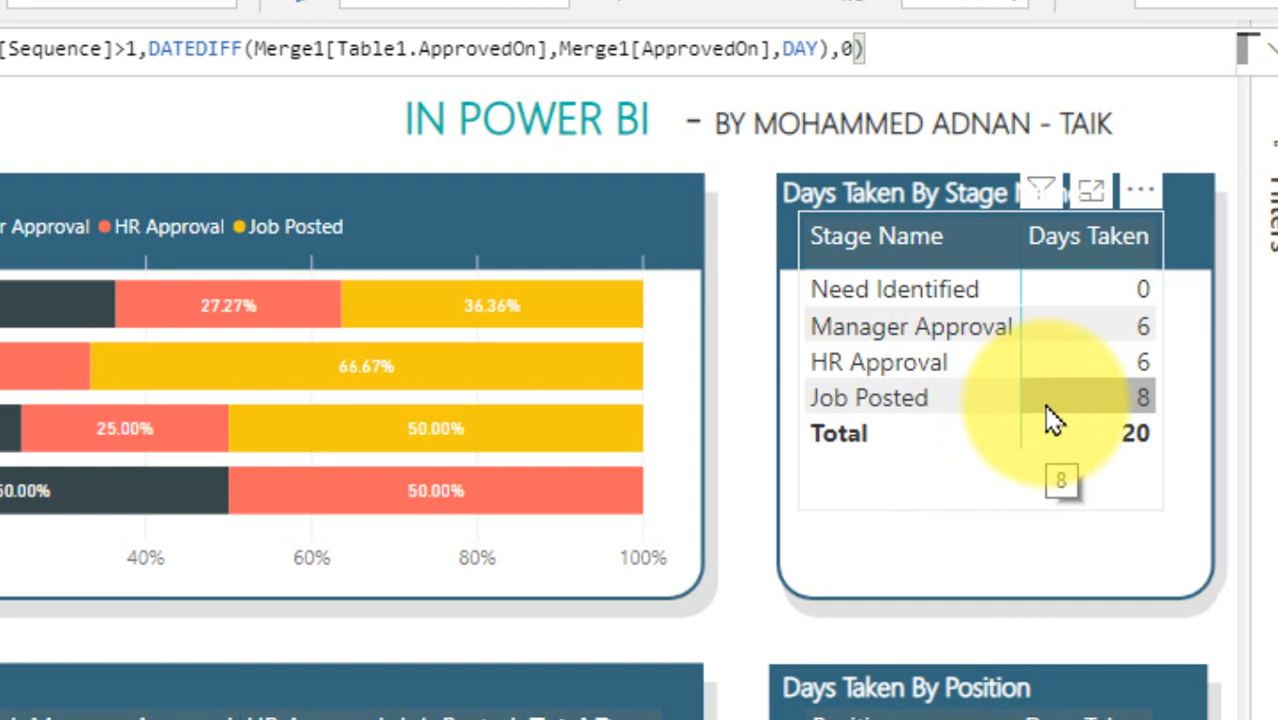 [Sequence]>1,DATEDIFF(Merge1[Table1.ApprovedOn],Merge1[ApprovedOn],DAY),0)
IN POWER BI - BY MOHAMMED ADNAN - TAIK
r Approval HR Approval Job Posted
27.27% 36.36%
66.67%
25.00% 50.00%
50.00% 50.00%
40% 60% 80% 100%
Days Taken By Stage
Stage Name Days Taken
Need Identified 0
Manager Approval 6
HR Approval 6
Job Posted 8
Total 20
8
Filters
Days Taken By Position